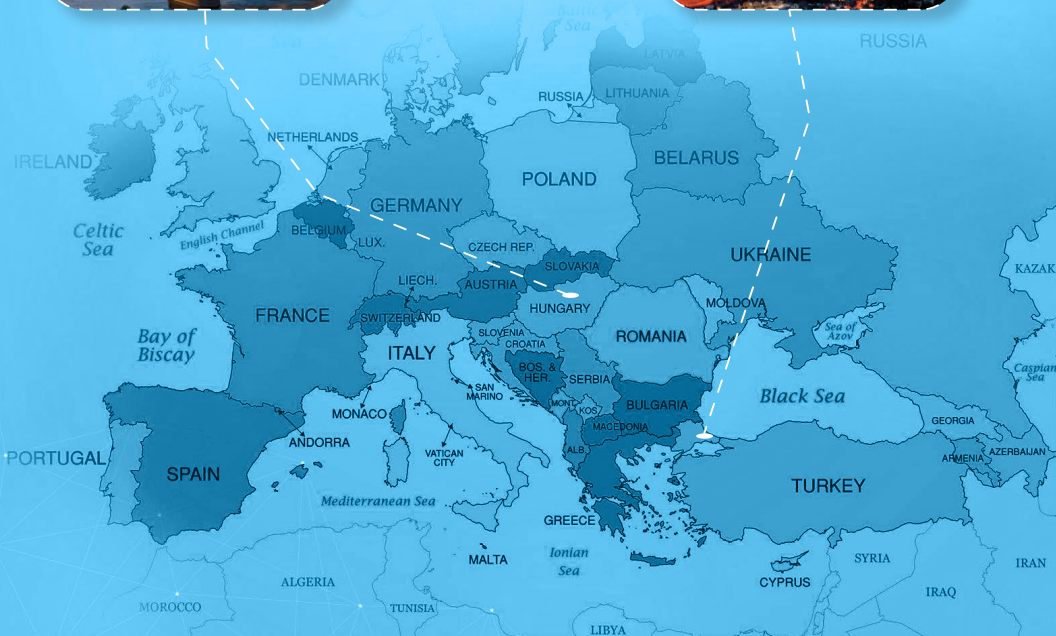 Baltic
Sea
RUSSIA
LATVIA
DENMARK
RUSSIA
LITHUANIA
NETHERLANDS
IRELAND
BELARUS
POLAND
GERMANY
Celtic
Sea
English Channel
BELGIUM
LUX.
CZECH REP.
UKRAINE
SLOVAKIA
KAZAK
LIECH.
AUSTRIA
HUNGARY
MOLDOVA
FRANCE
SWITZERLAND
Sea of
Azov
Bay of
Biscay
SLOVENIA
CROATIA
ROMANIA
ITALY
BOS. &
HER.
SERBIA
Caspian
Sea
SAN
MARINO
Black Sea
MONACO
MONT.
KOS.
BULGARIA
GEORGIA
ANDORRA
MACEDONIA
PORTUGAL
VATICAN
CITY
ALB.
ARMENIA
AZERBAIJAN
SPAIN
TURKEY
Mediterranean Sea
GREECE
MALTA
Ionian
Sea
SYRIA
IRAN
CYPRUS
ALGERIA
IRAQ
MOROCCO
TUNISIA
LIBYA